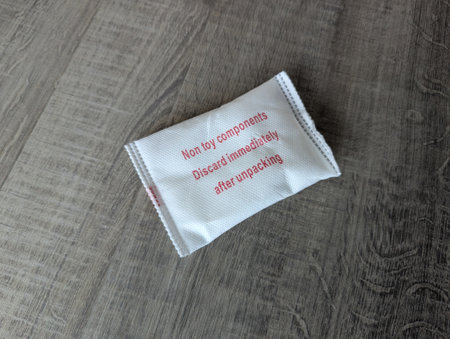 Non toy components
Discard immediately
after unpacking